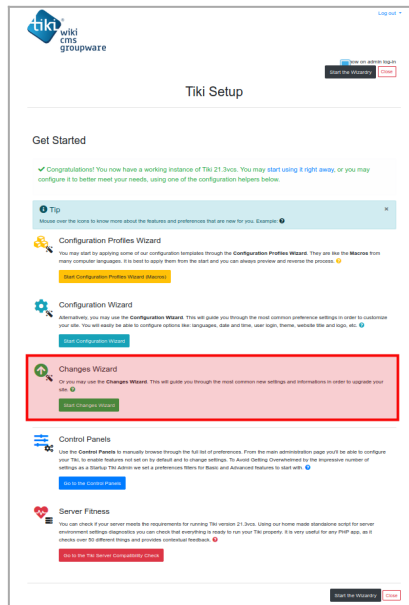 Log out
tiki
wiki
cms
groupware
Show on admin log-in
Start the Wizardry Close
Tiki Setup
Get Started
Congratulations! You now have a working instance of Tiki 21.3vcs. You may start using it right away, or you may
configure it to better meet your needs, using one of the configuration helpers below.
Tip ×
Mouse over the icons to know more about the features and preferences that are new for you. Example:
Configuration Profiles Wizard
You may start by applying some of our configuration templates through the Configuration Profiles Wizard. They are like the Macros from
many computer languages. It is best to apply them from the start and you can always preview and reverse the process.
Start Configuration Profiles Wizard (Macros)
Configuration Wizard
Alternatively, you may use the Configuration Wizard. This will guide you through the most common preference settings in order to customize
your site. You will easily be able to configure options like: languages, date and time, user login, theme, website title and logo, etc.
Start Configuration Wizard
Changes Wizard
Or you may use the Changes Wizard. This will guide you through the most common new settings and informations in order to upgrade your
site.
Start Changes Wizard
Control Panels
Use the Control Panels to manually browse through the full list of preferences. From the main administration page you'll be able to configure
your Tiki, to enable features not set on by default and to change settings. To Avoid Getting Overwhelmed by the impressive number of
settings as a Startup Tiki Admin we set a preferences filters for Basic and Advanced features to start with.
Go to the Control Panels
Server Fitness
You can check if your server meets the requirements for running Tiki version 21.3vcs. Using our home made standalone script for server
environment settings diagnostics you can check that everything is ready to run your Tiki properly. It is very useful for any PHP app, as it
checks over 90 different things and provides contextual feedback.
Go to the Tiki Server Compatibility Check
Start the Wizardry Close